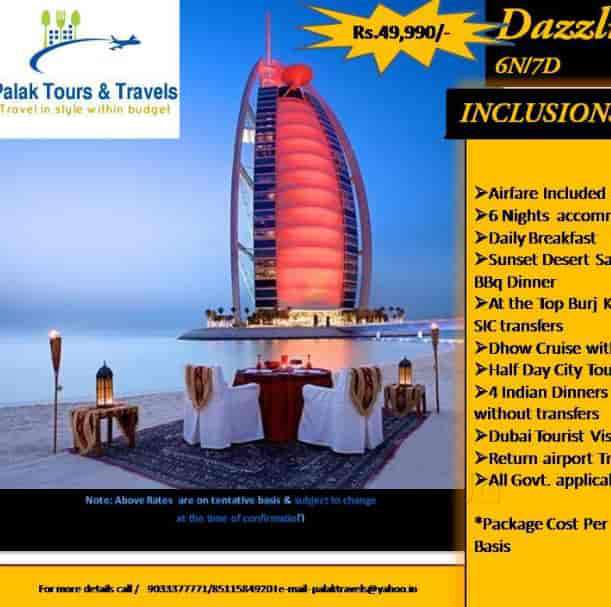 Palak Tours & Travels
Travel in style within budget
Rs.49,990/-
Dazzl
6N/7D
INCLUSIONS
➢Airfare Included
➢6 Nights accomm
➢Daily Breakfast
➢Sunset Desert Sa
BBq Dinner
➢At the Top Burj K
SIC transfers
➢Dhow Cruise with
➢Half Day City Tou
➢4 Indian Dinners
without transfers
➢Dubai Tourist Vis
➢Return airport Tr
➢All Govt. applical
*Package Cost Per
Basis
Note: Above Rates are on tentative basis & subject to change
at the time of confirmation
For more details call / 9033377771/8511584920 e-mail-palaktravels@yahoo.in